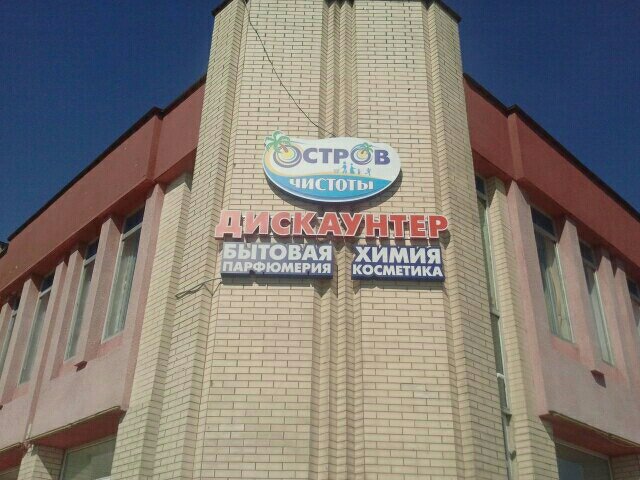 ОСТРОВ
ЧИСТОТЫ
ДИСКАУНТЕР
БЫТОВАЯ ХИМИЯ
ПАРФЮМЕРИЯ КОСМЕТИКА